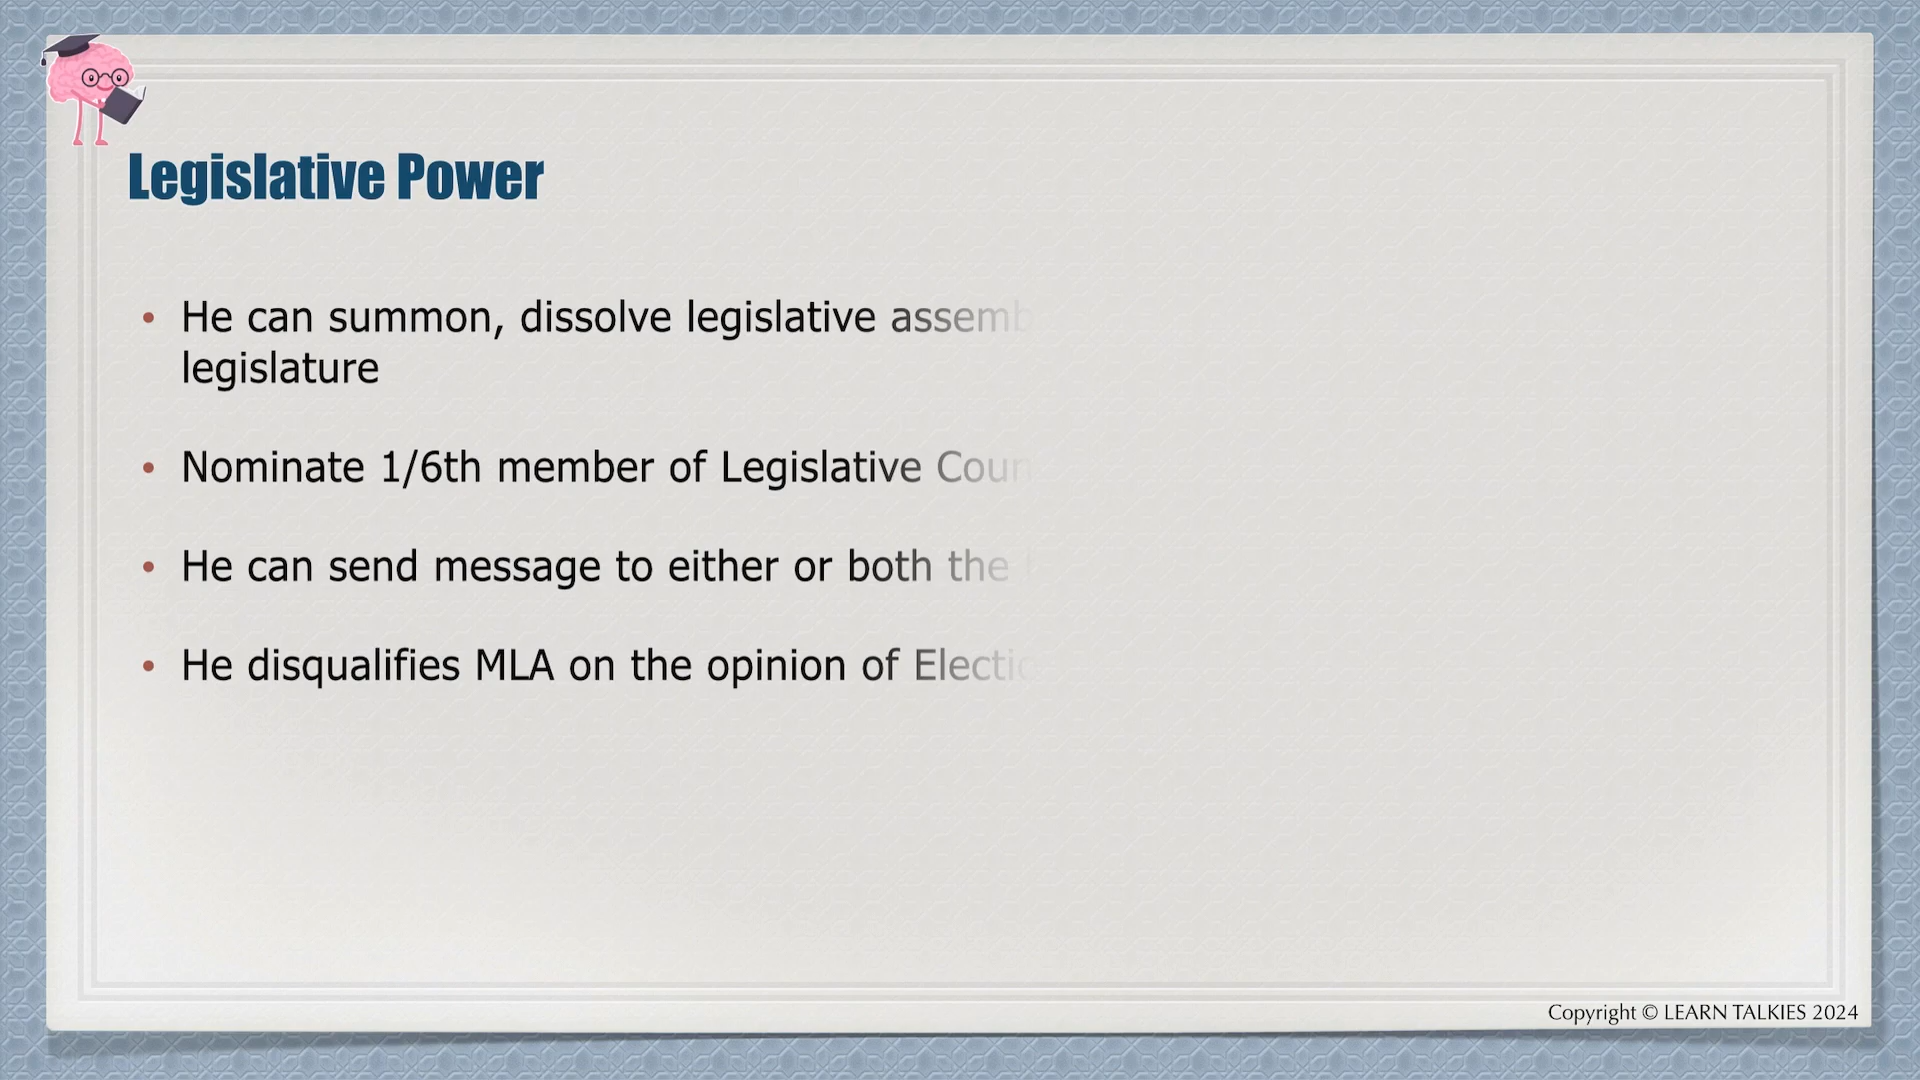 Legislative Power
• He can summon, dissolve legislative
legislature
• Nominate 1/6th member of Legislative
• He can send message to either or both the
• He disqualifies MLA on the opinion of
Copyright © LEARN TALKIES 2024